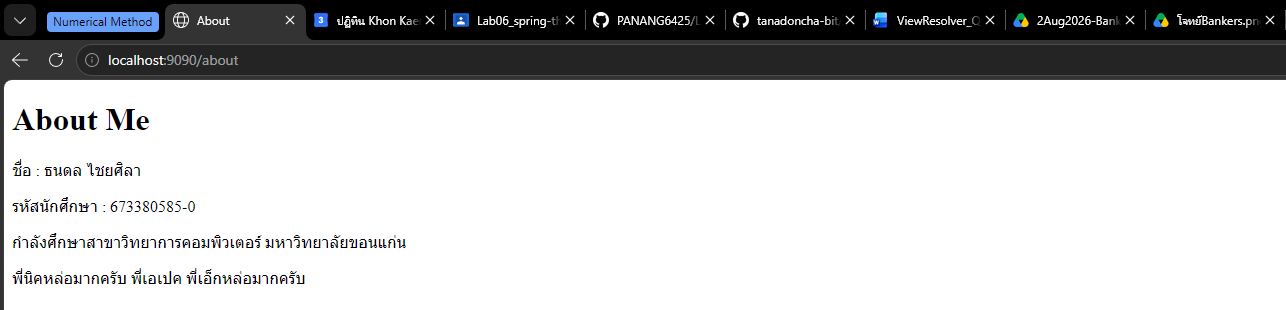 Numerical Method
About
ปฏิทิน Khon Kae
Lab06_spring-th
PANANG6425/L
tanadoncha-bit
ViewResolver_C
2Aug2026-Bank
โจทย์Bankers.pn
localhost:9090/about
About Me
ชื่อ : ธนดล ไชยศิลา
รหัสนักศึกษา : 673380585-0
กำลังศึกษาสาขาวิทยาการคอมพิวเตอร์ มหาวิทยาลัยขอนแก่น
พี่นิคหล่อมากครับ พี่เอเปค พี่เอ็กหล่อมากครับ